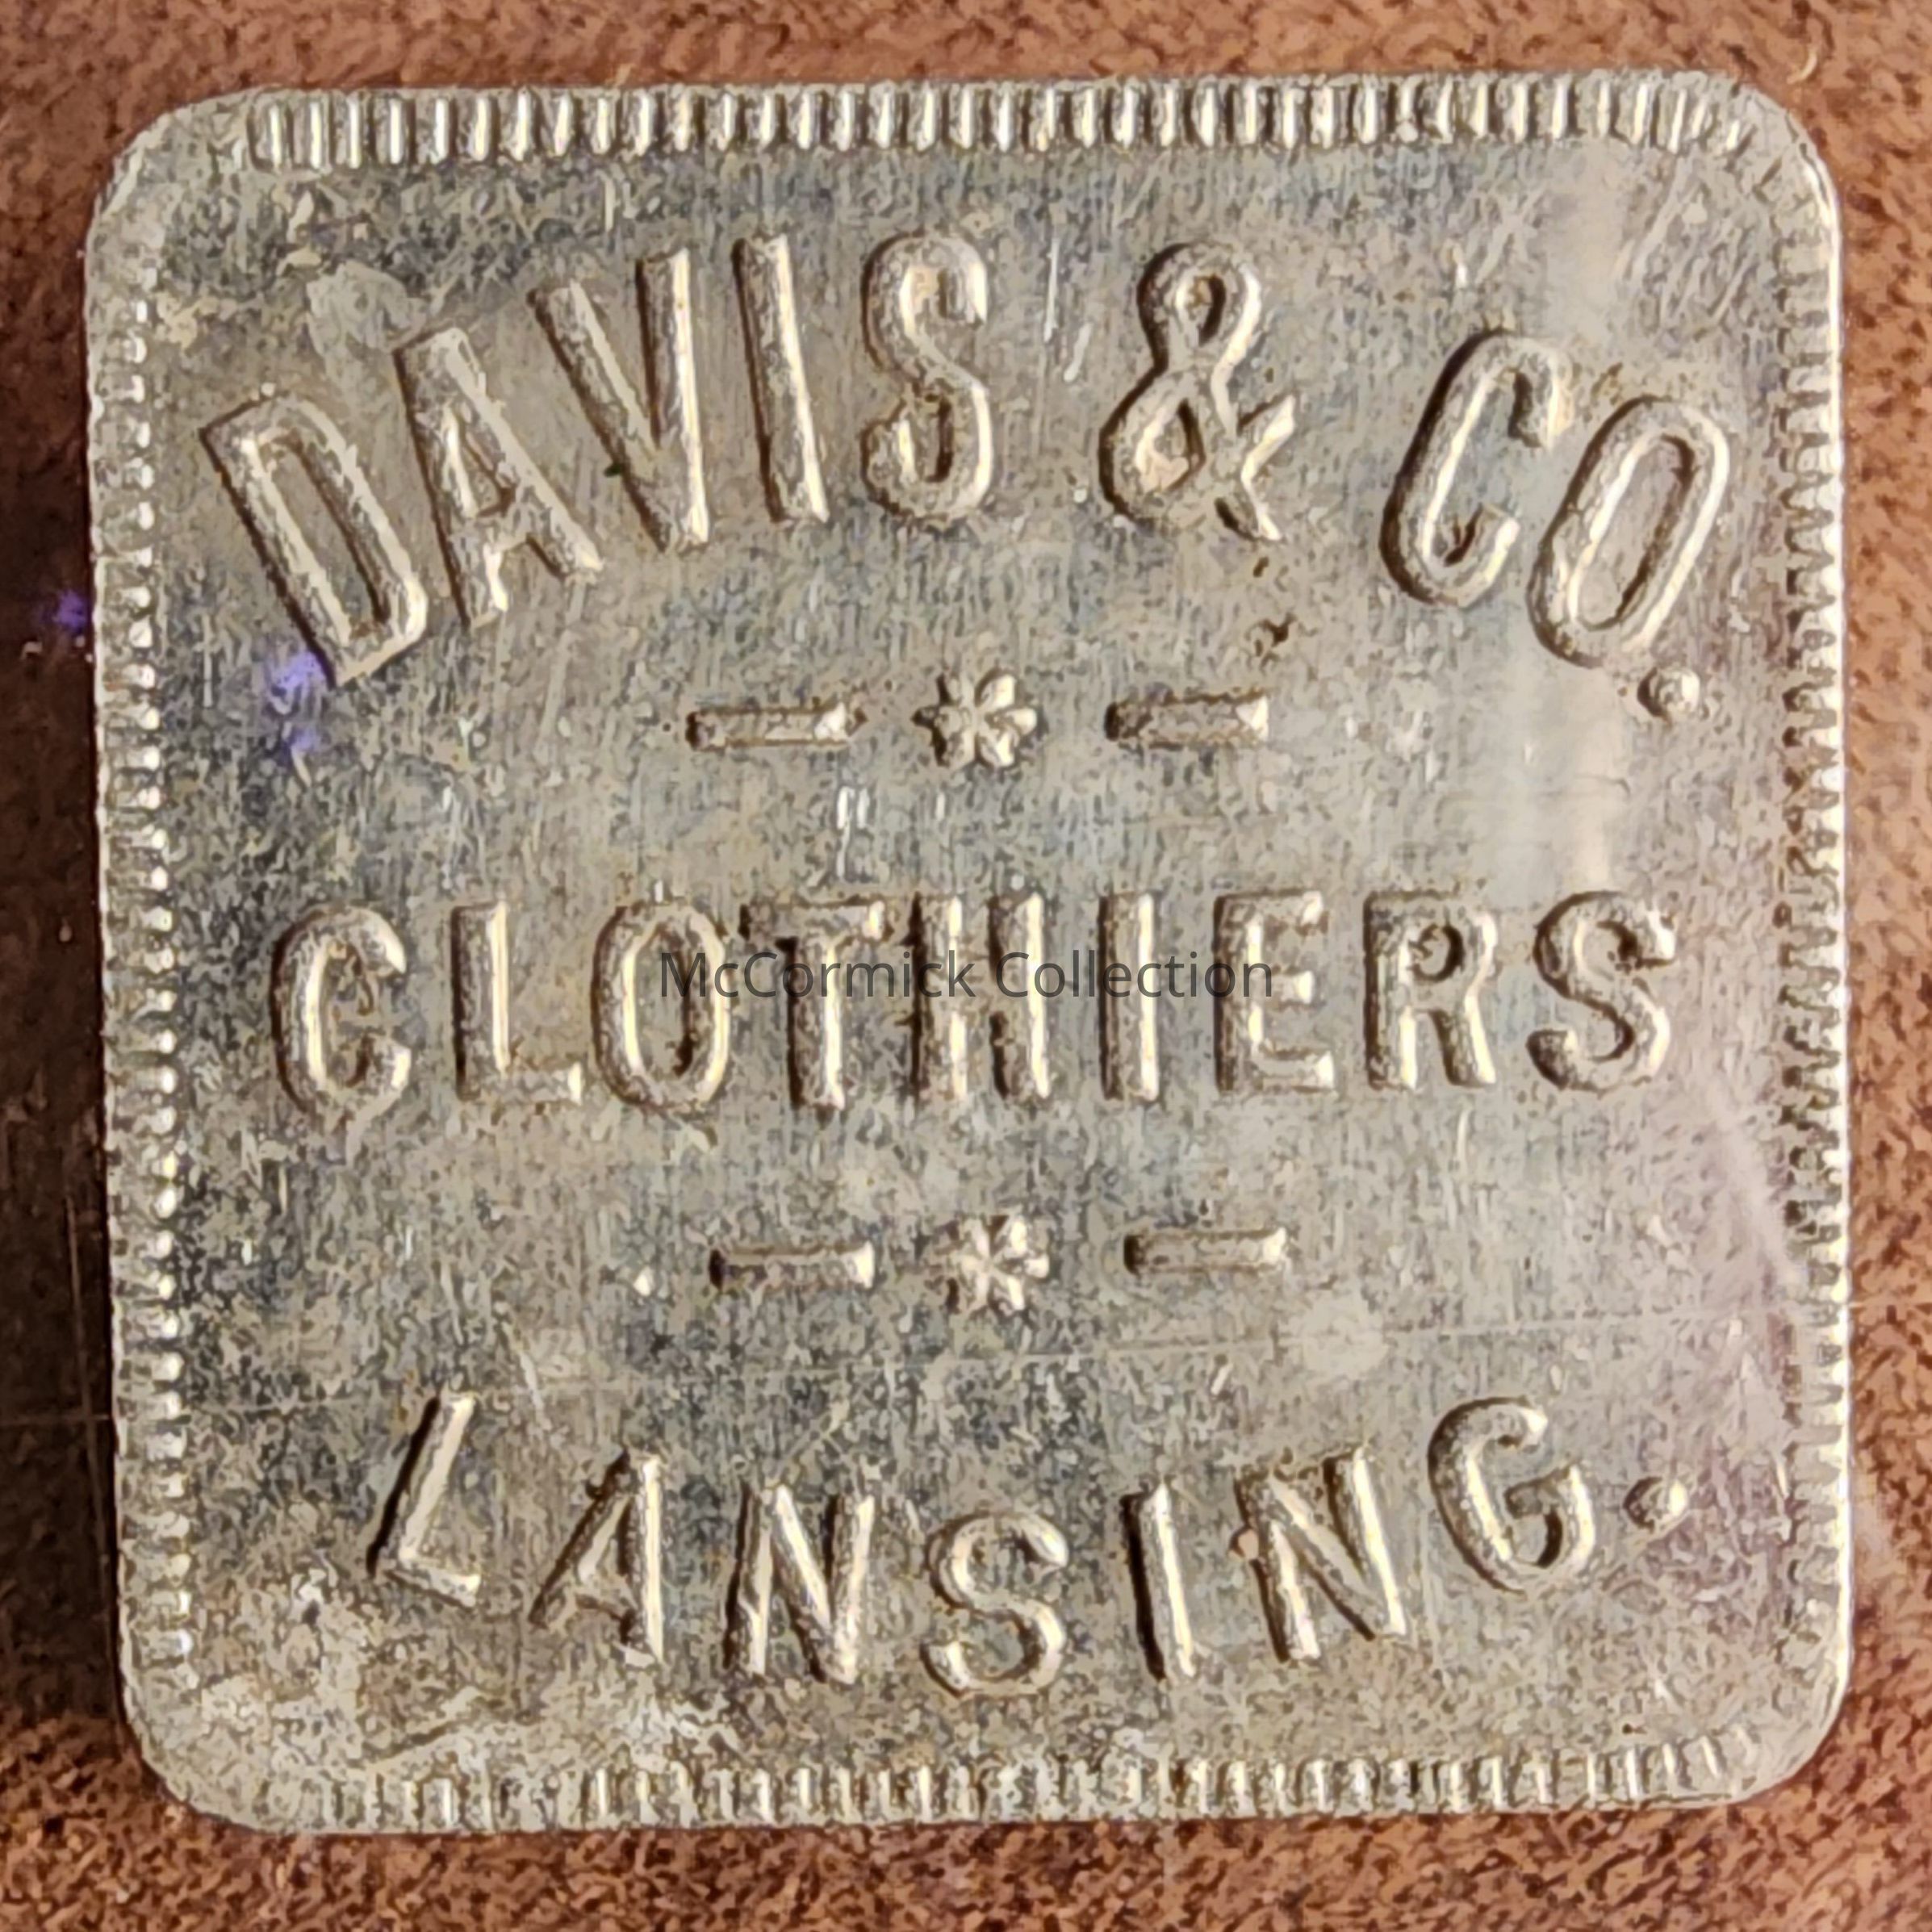 DAVIS & CO.
— * —
CLOTHIERS
McCormick Collection
— * —
LANSING.